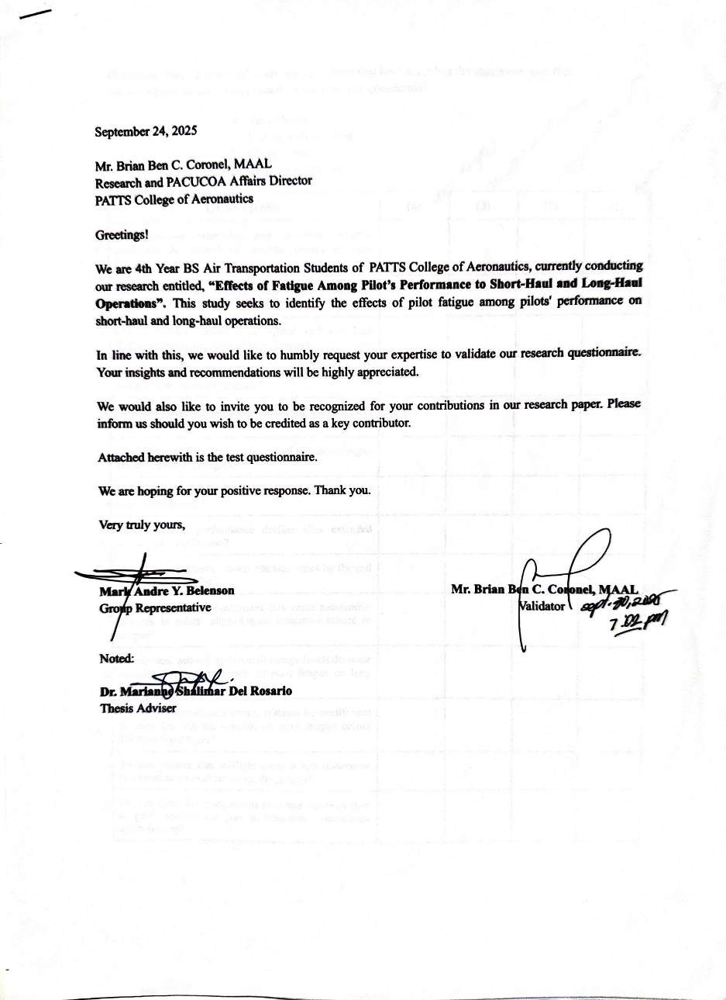 September 24, 2025
Mr. Brian Ben C. Coronel, MAAL
Research and PACUCOA Affairs Director
PATTS College of Aeronautics
Greetings!
We are 4th Year BS Air Transportation Students of PATTS College of Aeronautics, currently conducting
our research entitled, “Effects of Fatigue Among Pilot’s Performance to Short-Haul and Long-Haul
Operations”. This study seeks to identify the effects of pilot fatigue among pilots' performance on
short-haul and long-haul operations.
In line with this, we would like to humbly request your expertise to validate our research questionnaire.
Your insights and recommendations will be highly appreciated.
We would also like to invite you to be recognized for your contributions in our research paper. Please
inform us should you wish to be credited as a key contributor.
Attached herewith is the test questionnaire.
We are hoping for your positive response. Thank you.
Very truly yours,
Mark Andre Y. Belenson
Group Representative
Mr. Brian Ben C. Coronel, MAAL
Validator sept. 30, 2025
7:02 pm
Noted:
Dr. Marianne Shalimar Del Rosario
Thesis Adviser